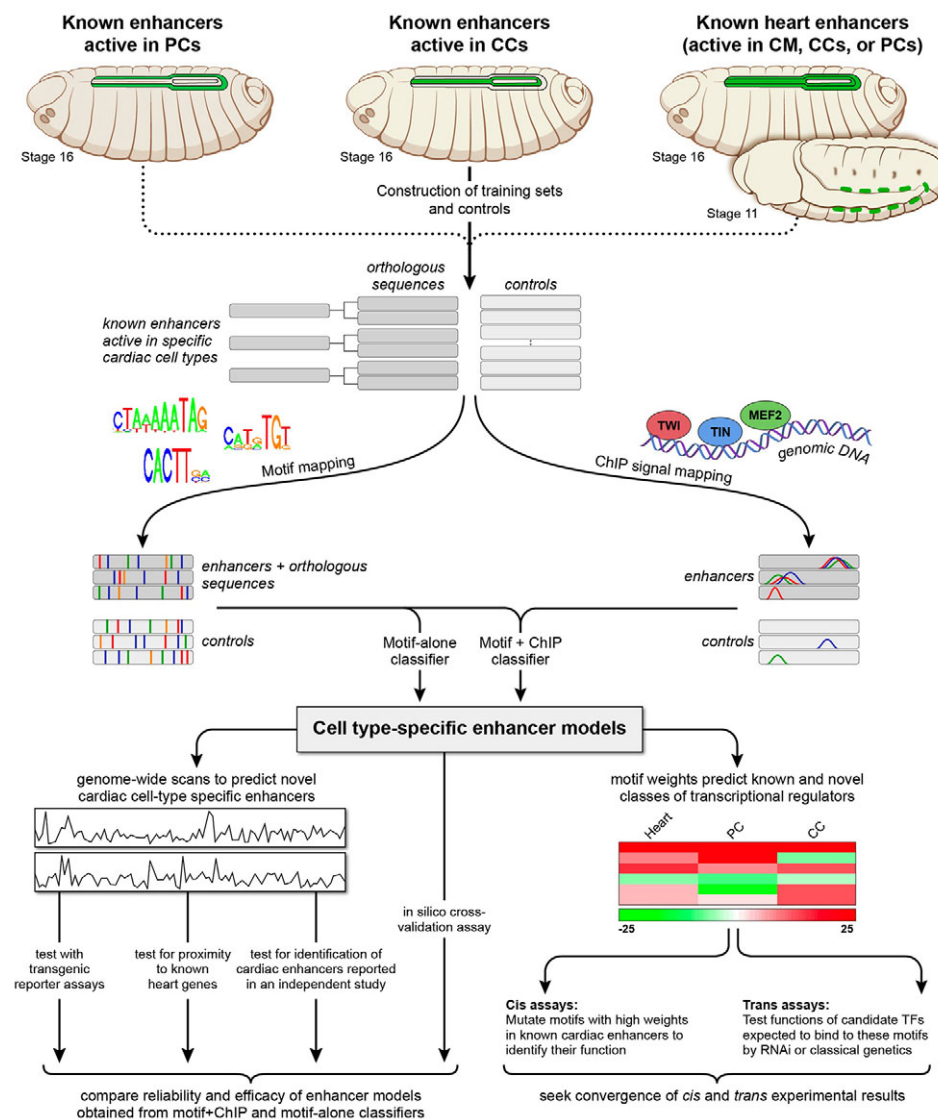 Known enhancers
active in PCs
Known enhancers
active in CCs
Known heart enhancers
(active in CM, CCs, or PCs)
Stage 16
Stage 16
Stage 16
Stage 11
Construction of training sets
and controls
orthologous
sequences
controls
known enhancers
active in specific
cardiac cell types
CTAAAAATAG
CATGTGT
CACTTGA
Motif mapping
TWI
TIN
MEF2
genomic DNA
ChIP signal mapping
enhancers + orthologous
sequences
controls
enhancers
controls
Motif-alone
classifier
Motif + ChIP
classifier
Cell type-specific enhancer models
genome-wide scans to predict novel
cardiac cell-type specific enhancers
motif weights predict known and novel
classes of transcriptional regulators
Heart
PC
CC
-25
25
in silico cross-
validation assay
test with
transgenic
reporter assays
test for proximity
to known
heart genes
test for identification of
cardiac enhancers reported
in an independent study
Cis assays:
Mutate motifs with high weights
in known cardiac enhancers to
identify their function
Trans assays:
Test functions of candidate TFs
expected to bind to these motifs
by RNAi or classical genetics
compare reliability and efficacy of enhancer models
obtained from motif+ChIP and motif-alone classifiers
seek convergence of cis and trans experimental results